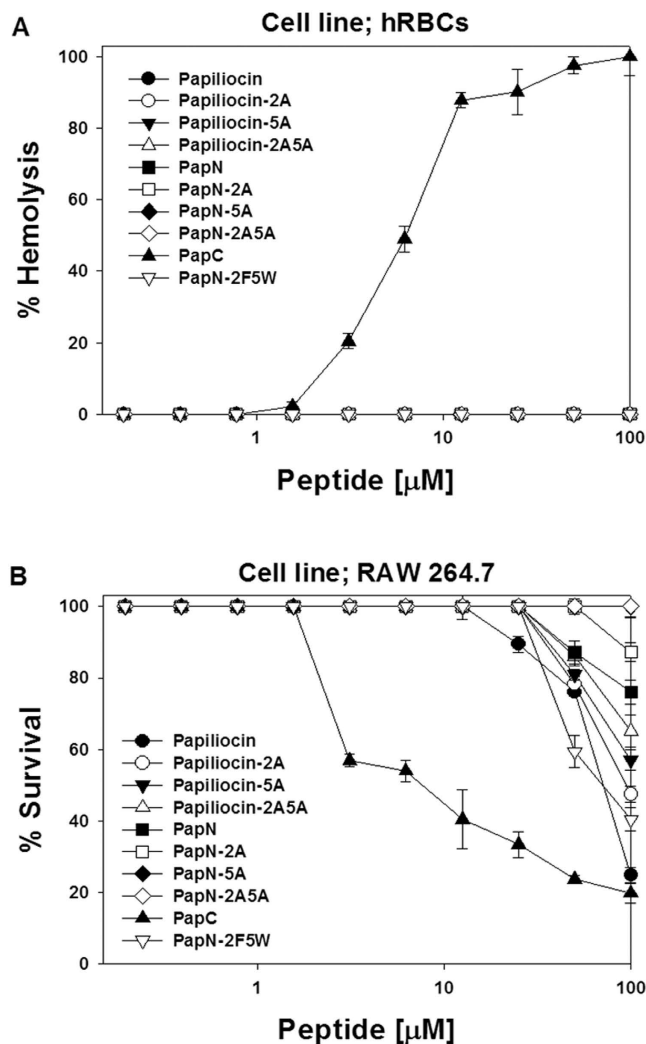 A
Cell line; hRBCs
% Hemolysis
100
80
60
40
20
0
Papiliocin
Papiliocin-2A
Papiliocin-5A
Papiliocin-2A5A
PapN
PapN-2A
PapN-5A
PapN-2A5A
PapC
PapN-2F5W
1
10
100
Peptide [μM]
B
Cell line; RAW 264.7
% Survival
100
80
60
40
20
0
Papiliocin
Papiliocin-2A
Papiliocin-5A
Papiliocin-2A5A
PapN
PapN-2A
PapN-5A
PapN-2A5A
PapC
PapN-2F5W
1
10
100
Peptide [μM]